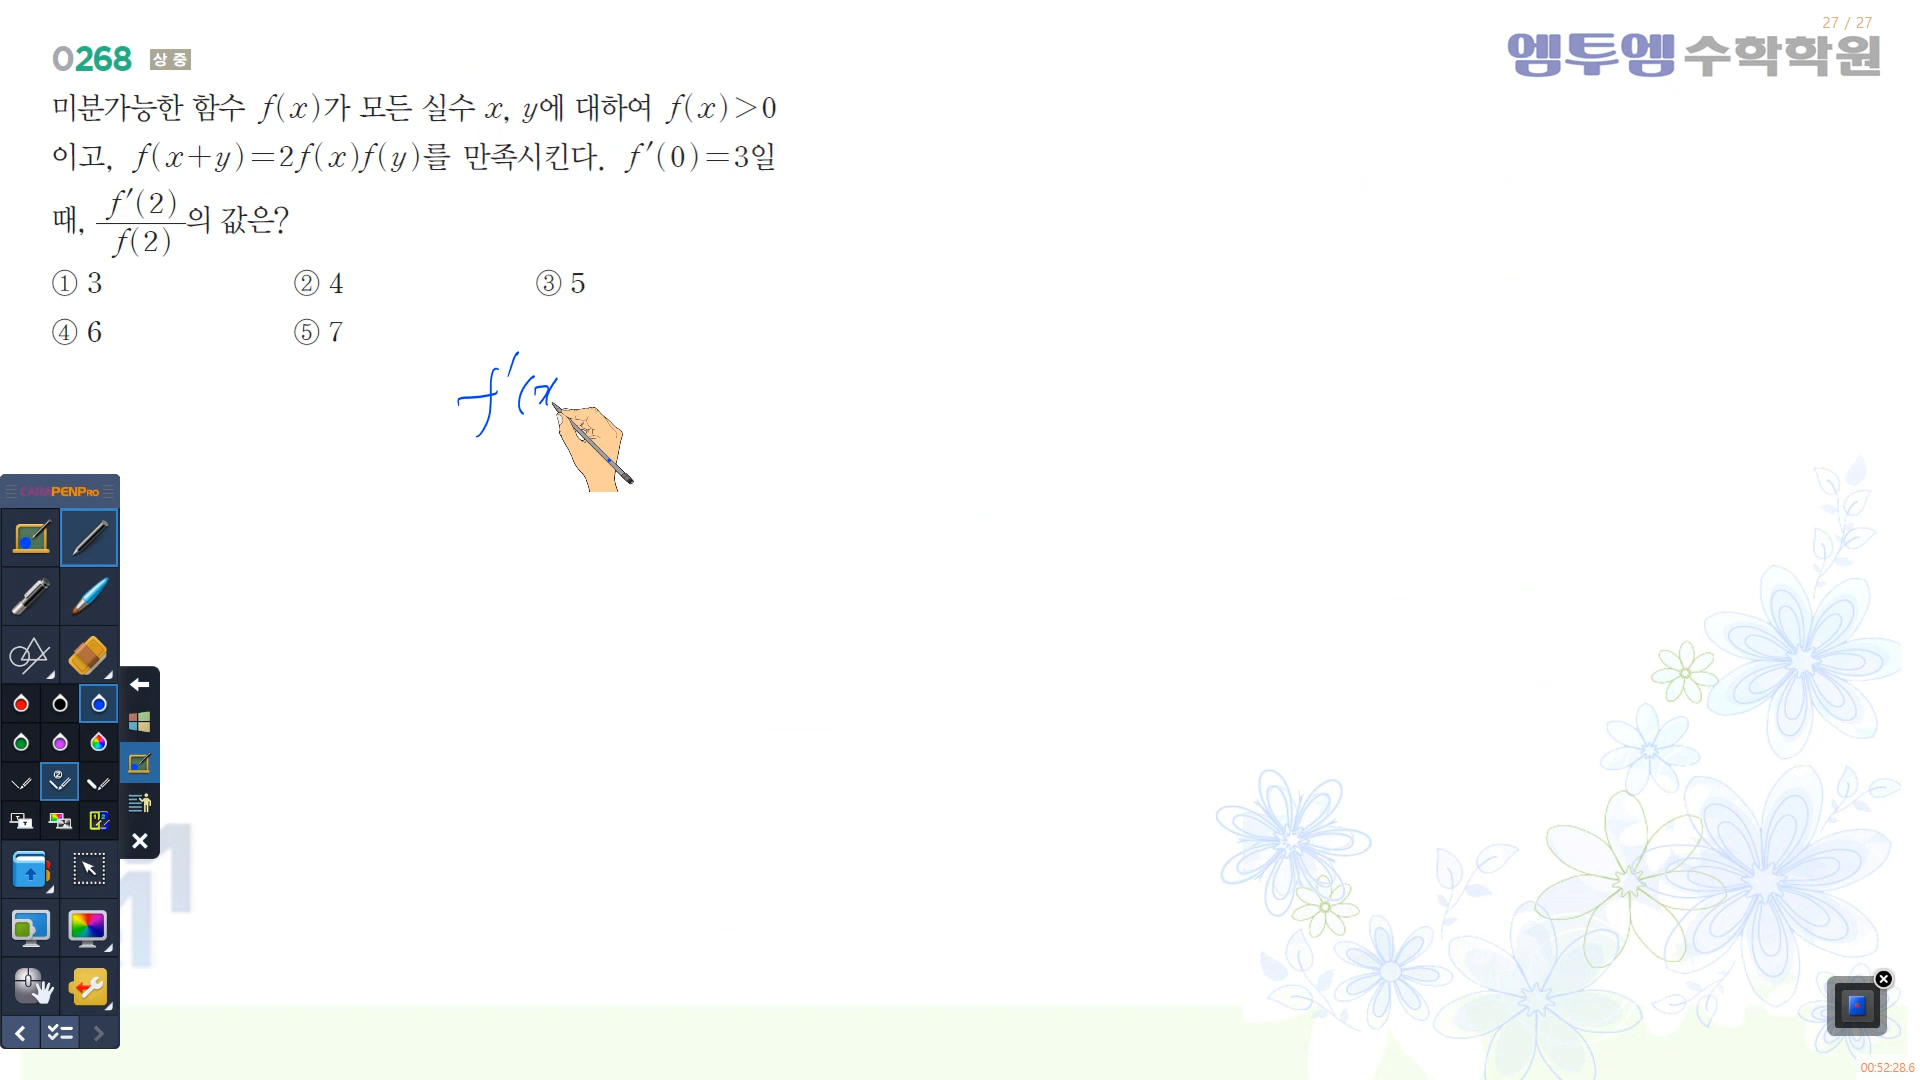 27 / 27
엠투엠 수학학원
0268 상 중
미분가능한 함수 f(x)가 모든 실수 x, y에 대하여 f(x)>0
이고, f(x+y)=2f(x)f(y)를 만족시킨다. f′(0)=3일
때, f′(2)/f(2)의 값은?
① 3 ② 4 ③ 5
④ 6 ⑤ 7
f′(x
PENPRO
00:52:28.6